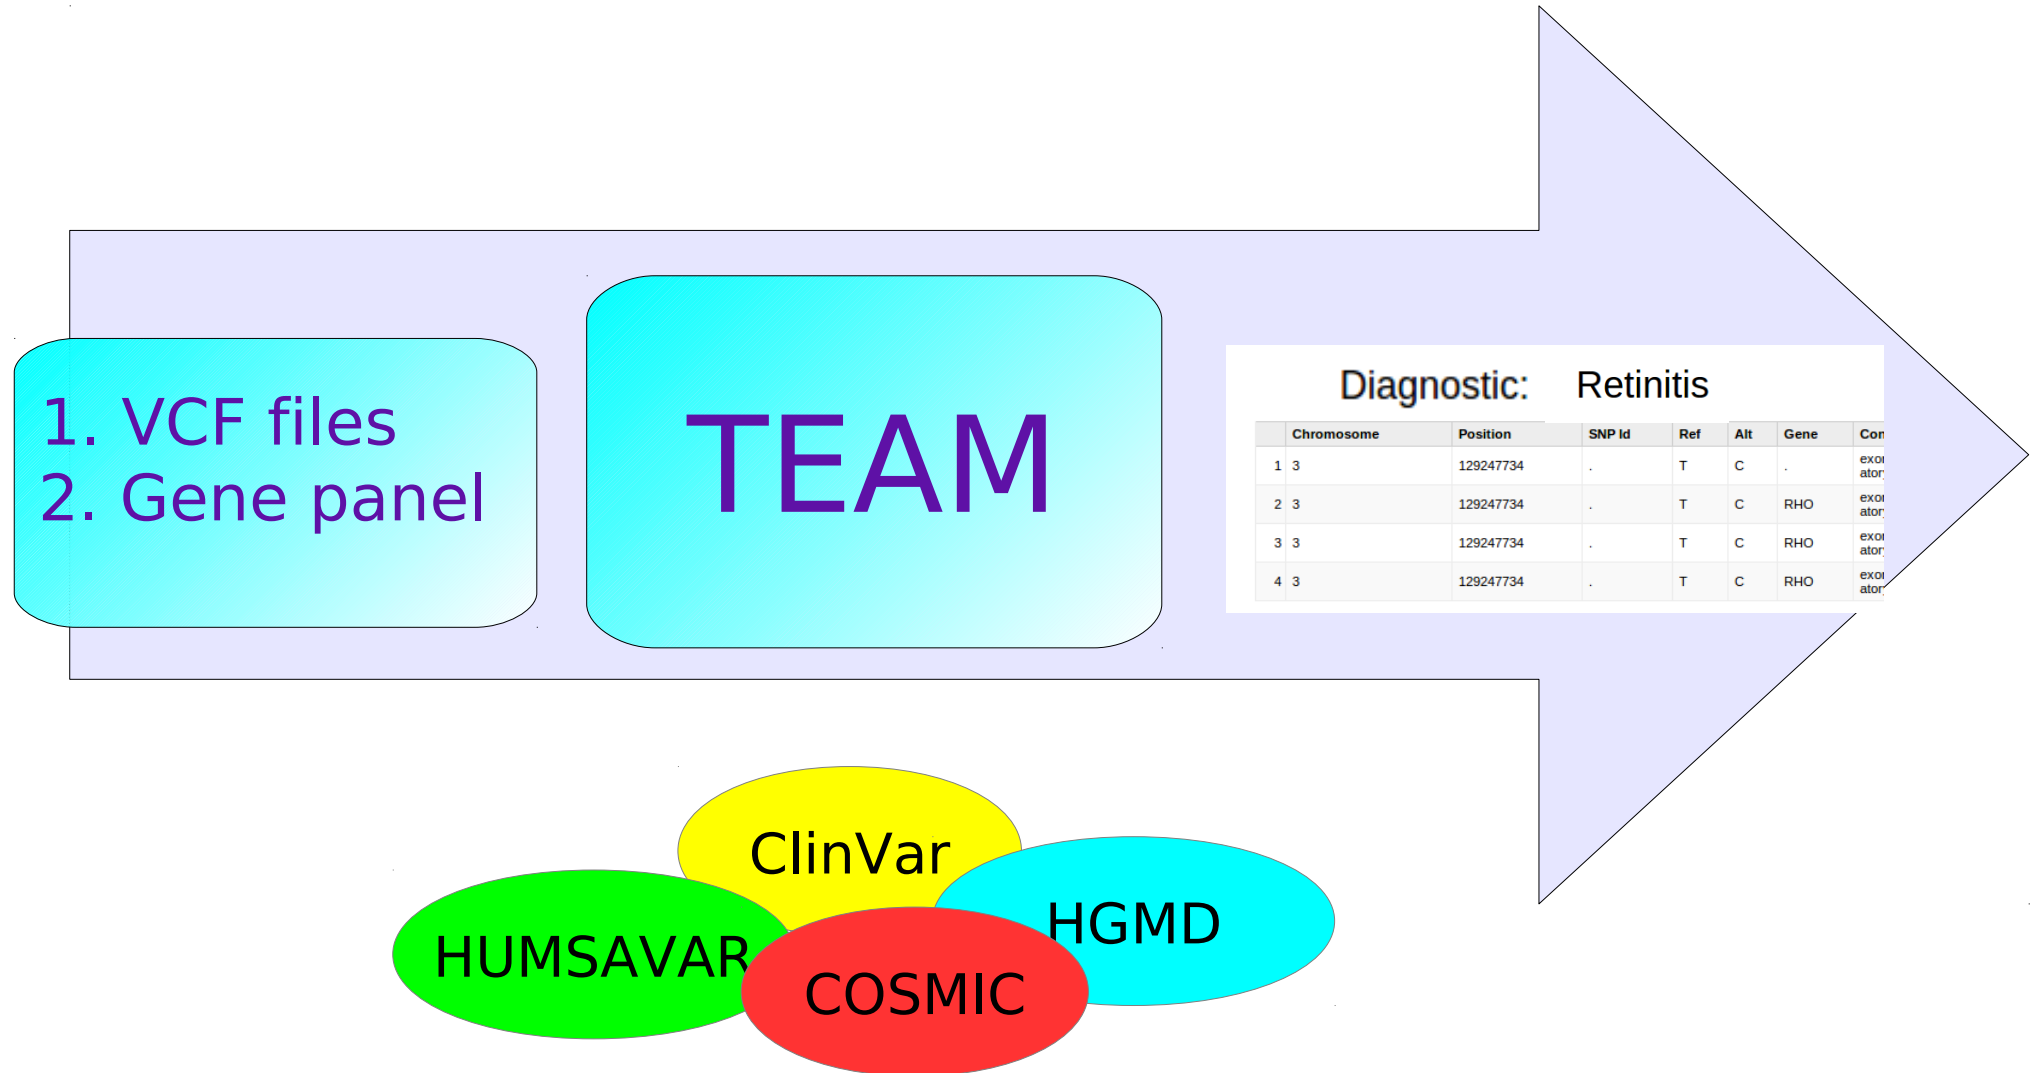 1. VCF files
2. Gene panel
TEAM
Diagnostic: Retinitis
Chromosome Position SNP Id Ref Alt Gene
1 3 129247734 . T C .
2 3 129247734 . T C RHO
3 3 129247734 . T C RHO
4 3 129247734 . T C RHO
ClinVar
HGMD
HUMSAVAR
COSMIC